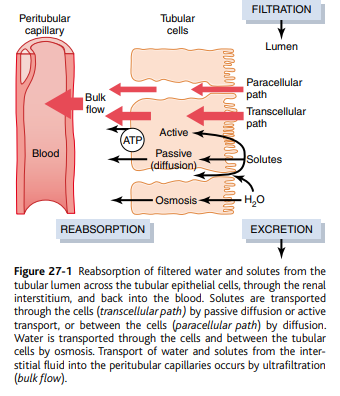 FILTRATION
Peritubular
capillary
Tubular
cells
Lumen
Paracellular
path
Bulk
flow
Transcellular
path
ATP
Active
Blood
Passive
(diffusion)
Solutes
Osmosis
H₂O
REABSORPTION
EXCRETION
Figure 27-1 Reabsorption of filtered water and solutes from the
tubular lumen across the tubular epithelial cells, through the renal
interstitium, and back into the blood. Solutes are transported
through the cells (transcellular path) by passive diffusion or active
transport, or between the cells (paracellular path) by diffusion.
Water is transported through the cells and between the tubular
cells by osmosis. Transport of water and solutes from the inter-
stitial fluid into the peritubular capillaries occurs by ultrafiltration
(bulk flow).